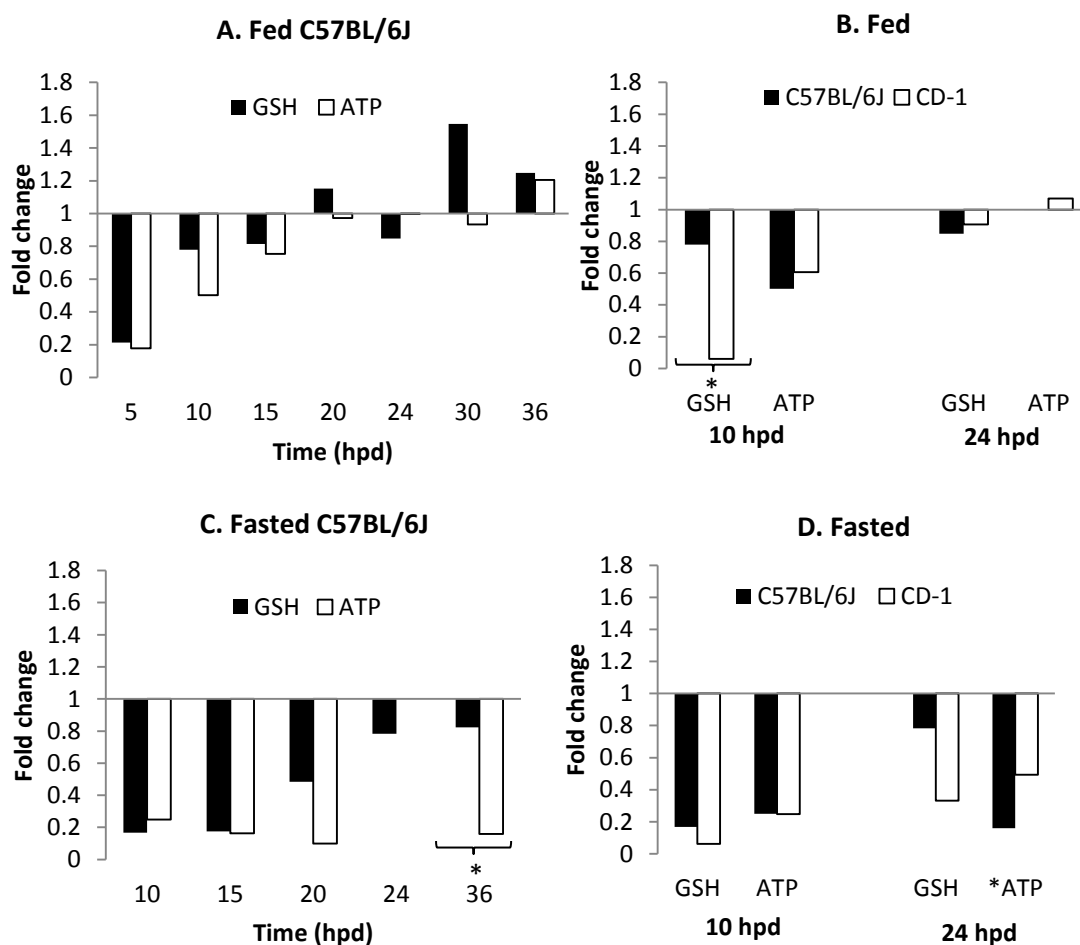 A. Fed C57BL/6J
GSH ATP
Fold change
1.8
1.6
1.4
1.2
1
0.8
0.6
0.4
0.2
0
5 10 15 20 24 30 36
Time (hpd)
B. Fed
C57BL/6J CD-1
Fold change
1.8
1.6
1.4
1.2
1
0.8
0.6
0.4
0.2
0
*
GSH ATP GSH ATP
10 hpd 24 hpd
C. Fasted C57BL/6J
GSH ATP
Fold change
1.8
1.6
1.4
1.2
1
0.8
0.6
0.4
0.2
0
*
10 15 20 24 36
Time (hpd)
D. Fasted
C57BL/6J CD-1
Fold change
1.8
1.6
1.4
1.2
1
0.8
0.6
0.4
0.2
0
GSH ATP GSH *ATP
10 hpd 24 hpd